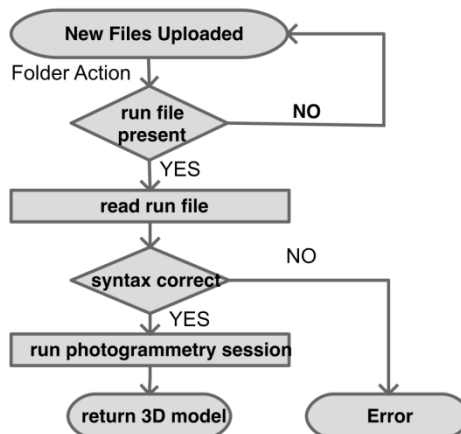 New Files Uploaded
Folder Action
run file
present
NO
YES
read run file
NO
syntax correct
YES
run photogrammetry session
return 3D model
Error